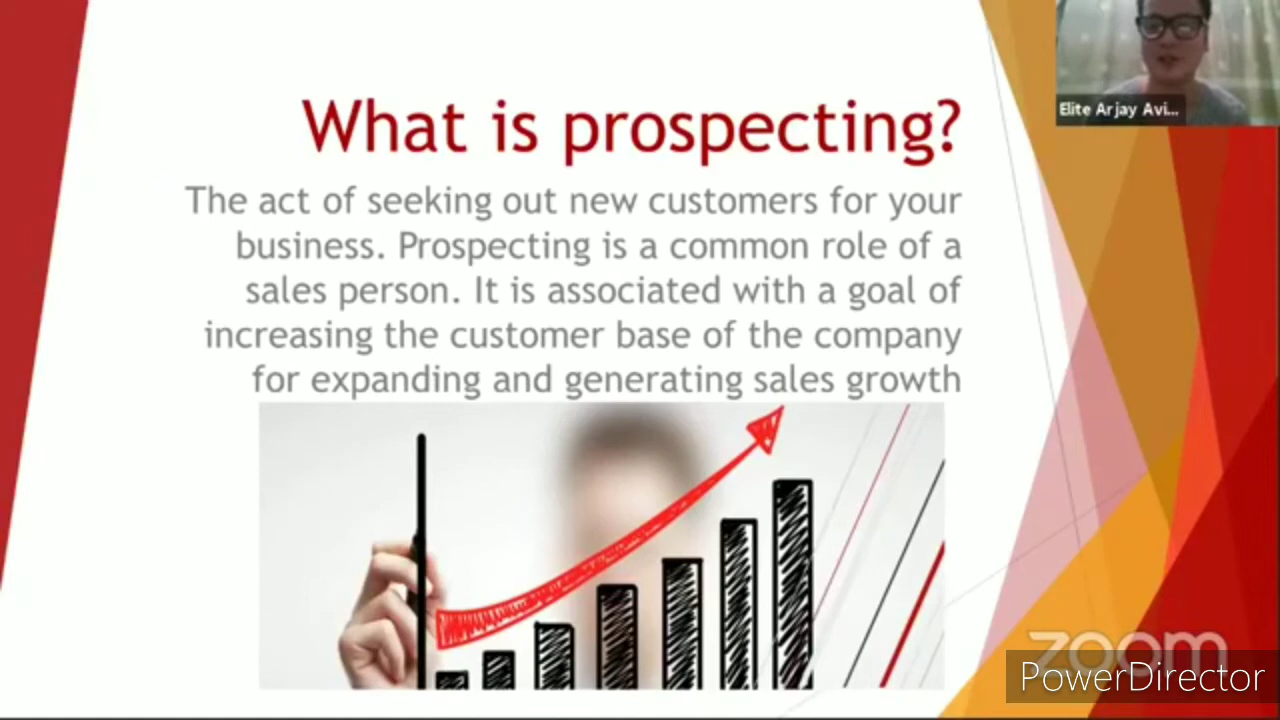 What is prospecting?
The act of seeking out new customers for your
business. Prospecting is a common role of a
sales person. It is associated with a goal of
increasing the customer base of the company
for expanding and generating sales growth
Elite Arjay Avi...
zoom
PowerDirector